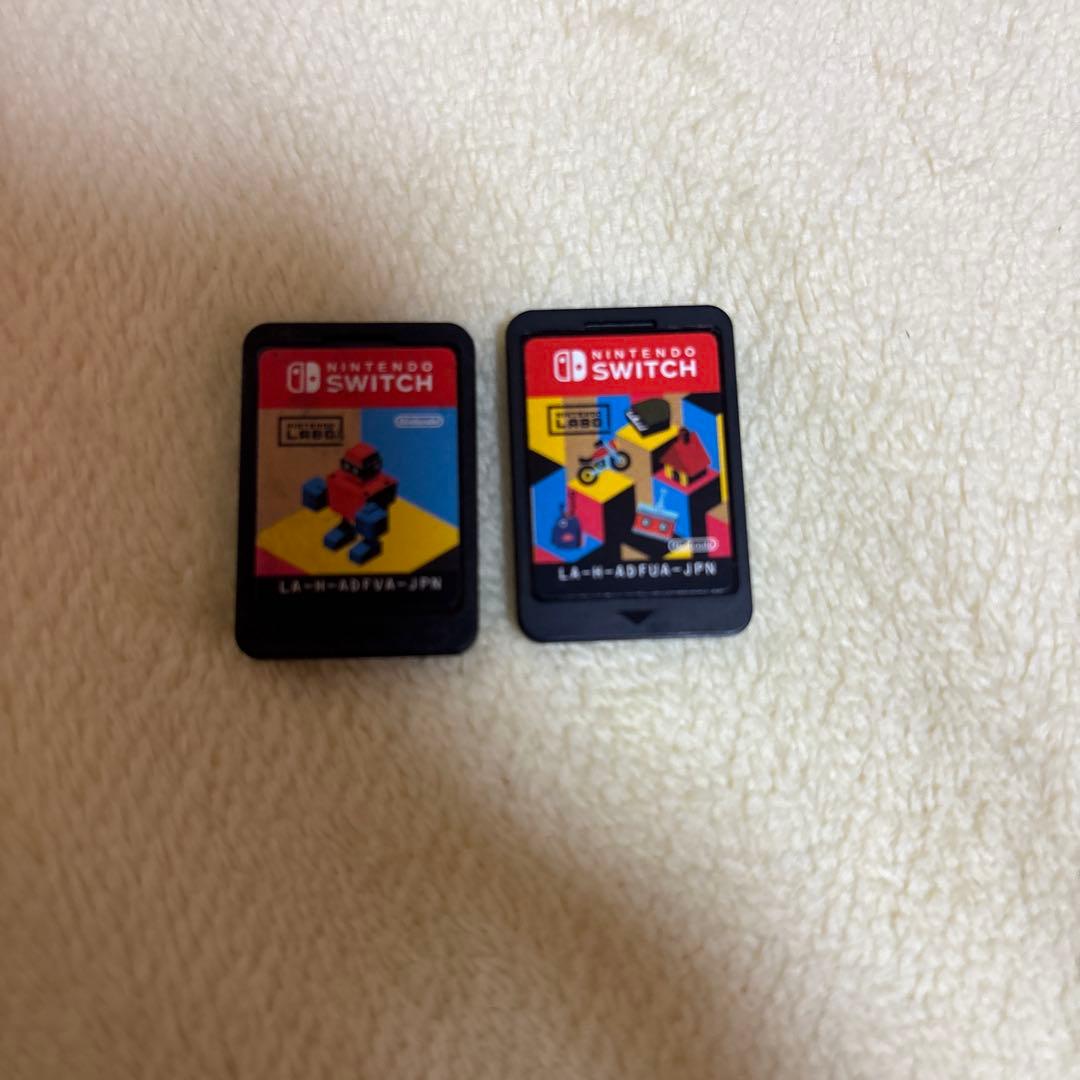 NINTENDO
SWITCH
NINTENDO
LABO
Nintendo
LA-H-ADFVA-JPN
NINTENDO
SWITCH
NINTENDO
LABO
Nintendo
LA-H-ADFUA-JPN